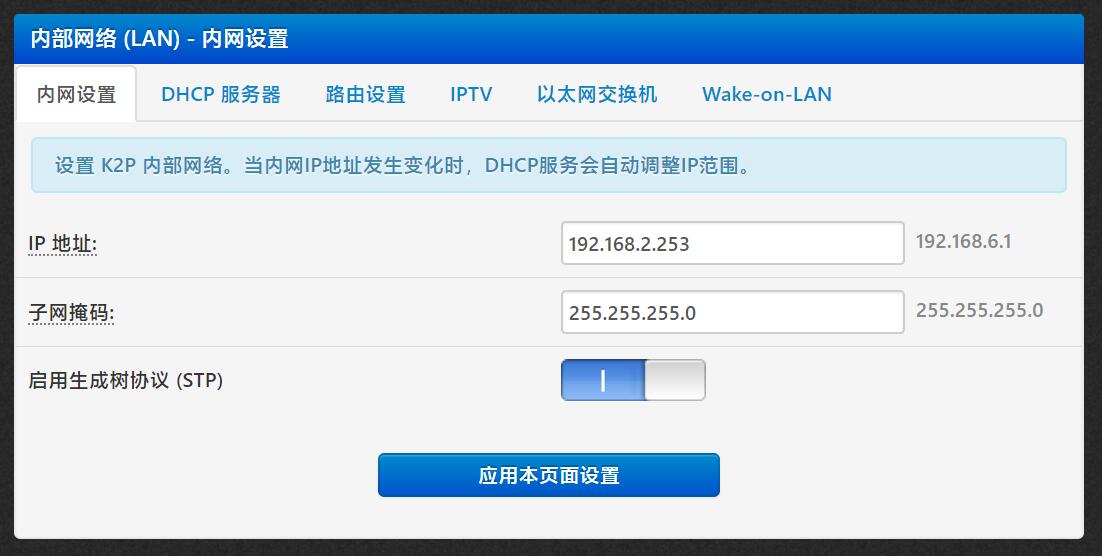 内部网络 (LAN) - 内网设置
内网设置 DHCP 服务器 路由设置 IPTV 以太网交换机 Wake-on-LAN
设置 K2P 内部网络。当内网IP地址发生变化时，DHCP服务会自动调整IP范围。
IP 地址: 192.168.2.253 192.168.6.1
子网掩码: 255.255.255.0 255.255.255.0
启用生成树协议 (STP)
应用本页面设置